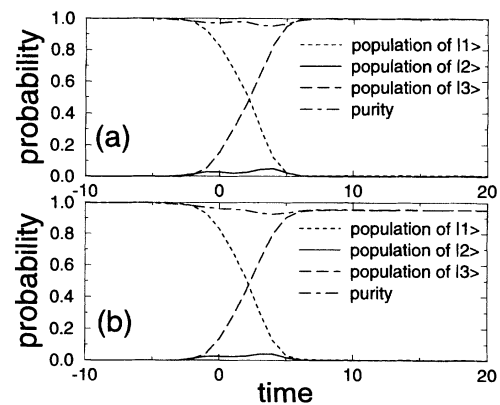 1.0
0.8
0.6
0.4
0.2
0.0
probability
(a)
population of |1>
population of |2>
population of |3>
purity
-10 0 10 20
1.0
0.8
0.6
0.4
0.2
0.0
probability
(b)
population of |1>
population of |2>
population of |3>
purity
-10 0 10 20
time